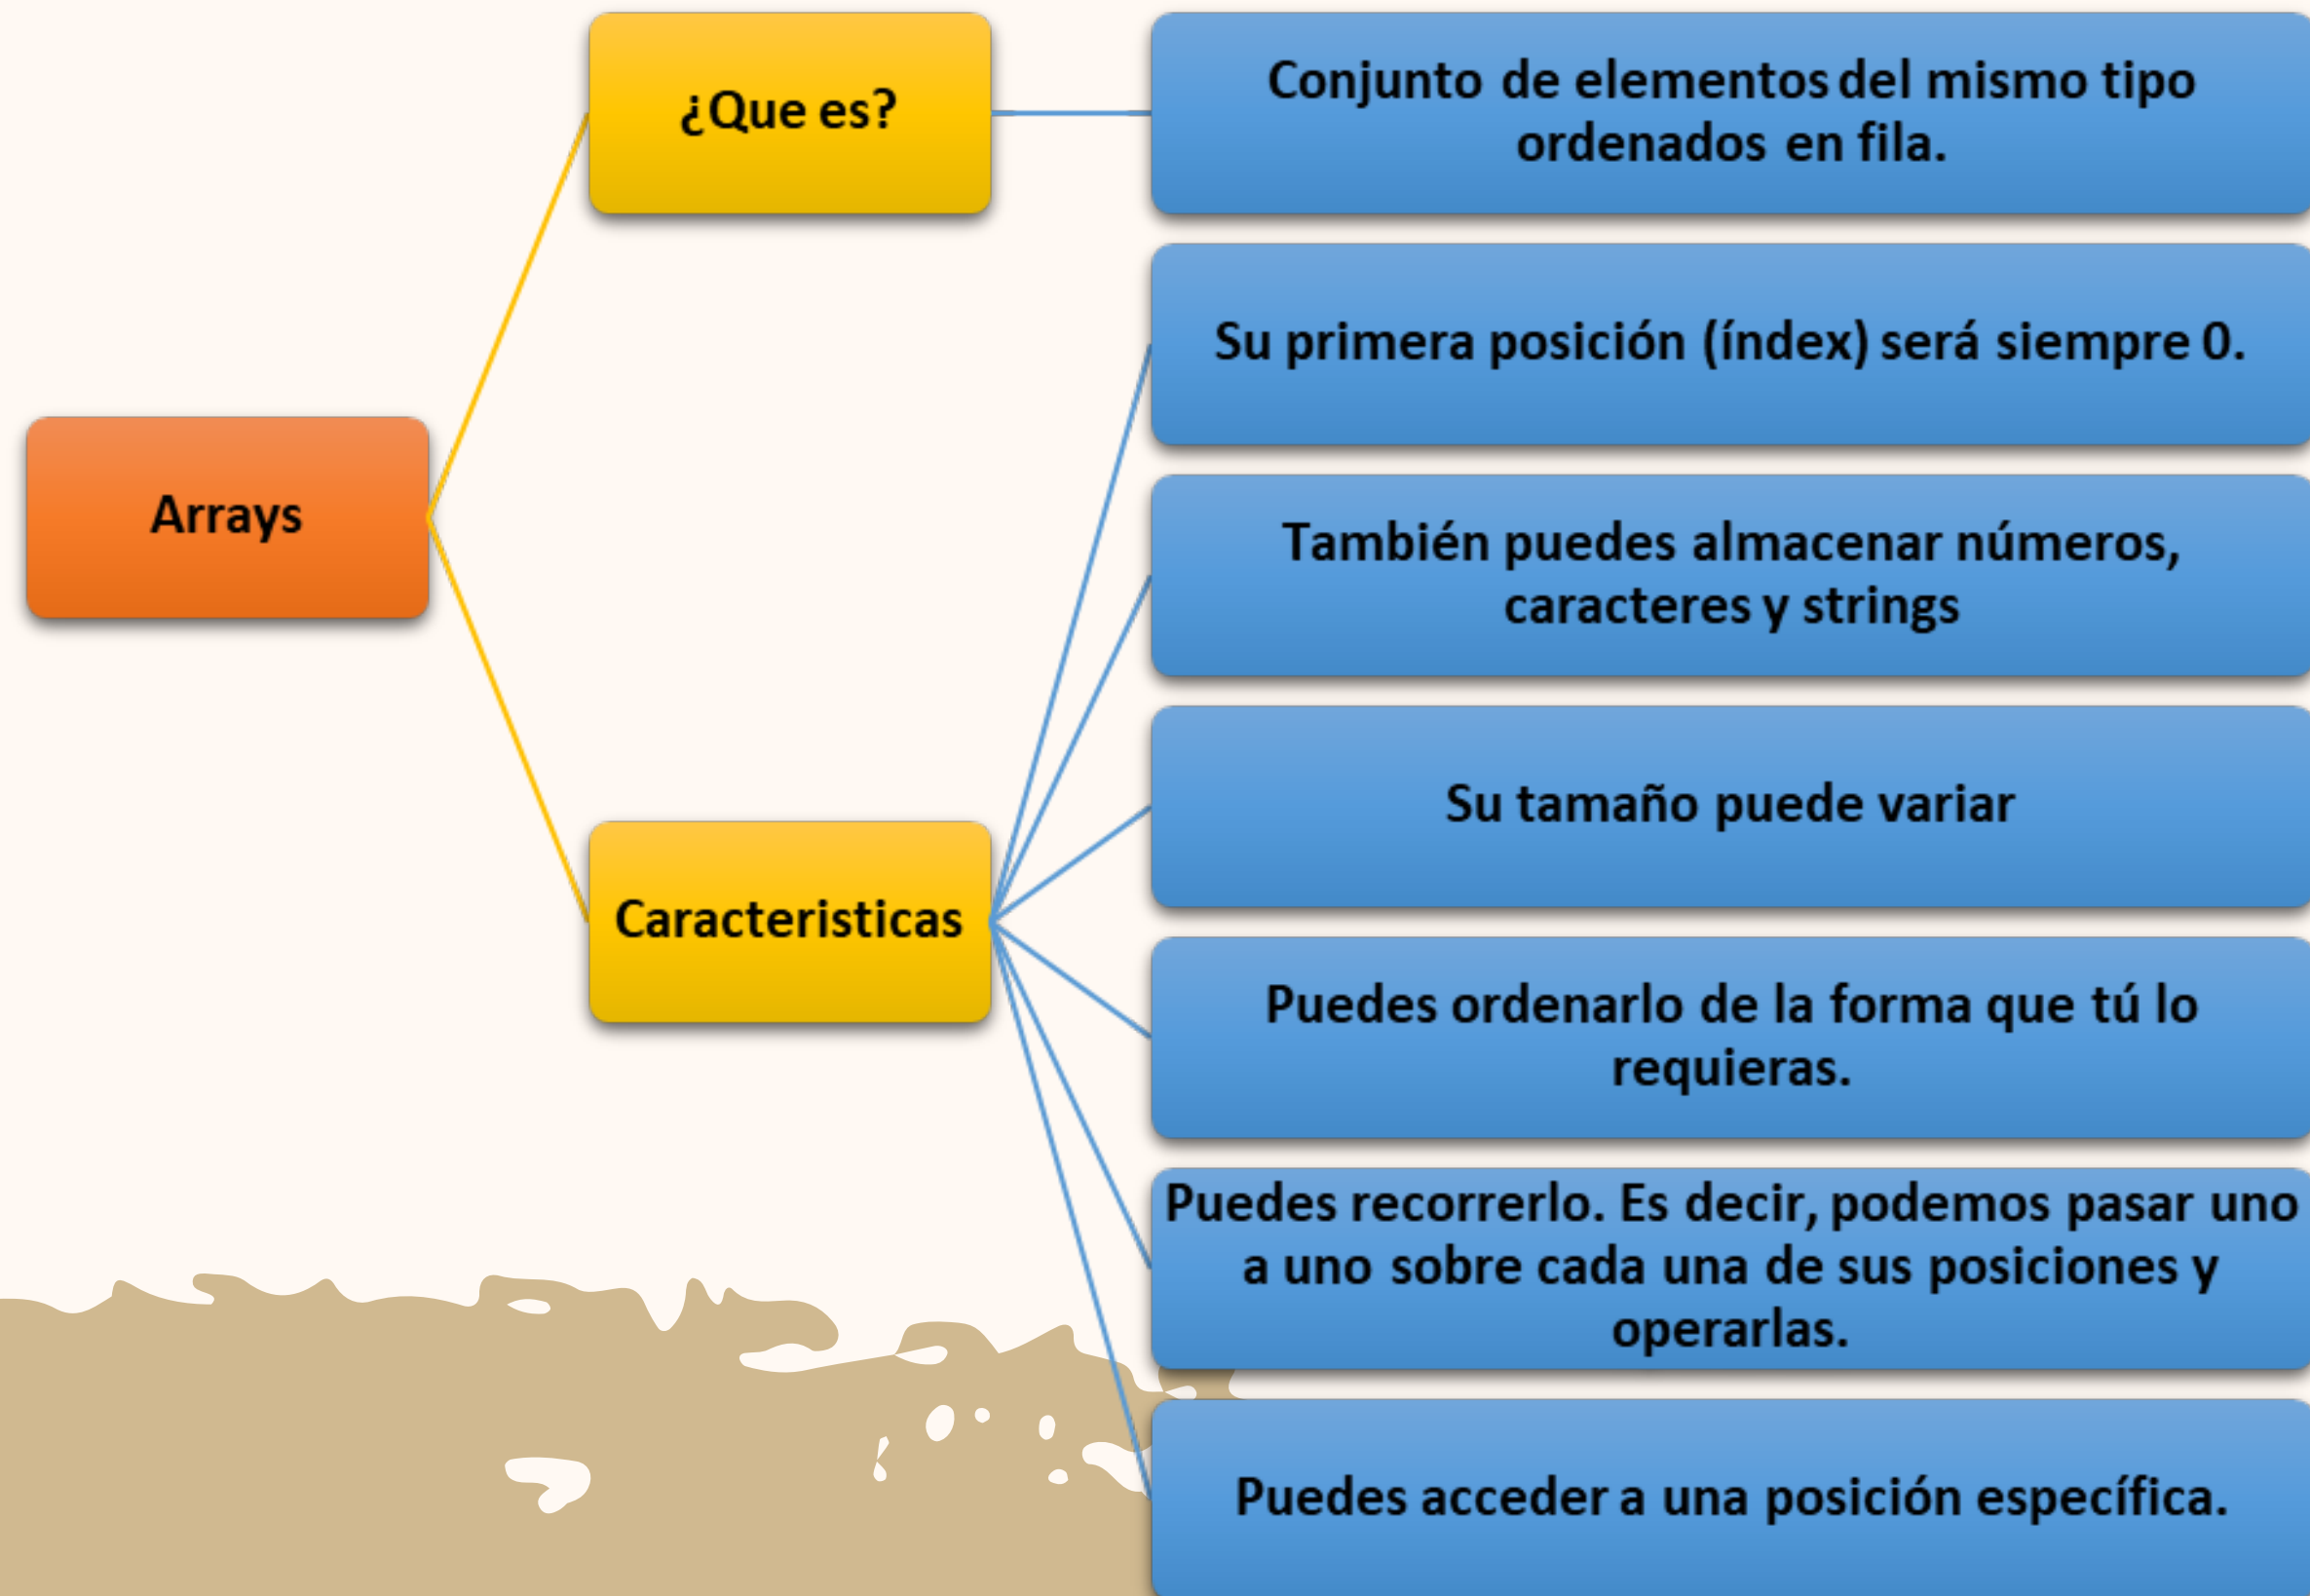 Arrays
¿Que es?
Conjunto de elementos del mismo tipo
ordenados en fila.
Caracteristicas
Su primera posición (índex) será siempre 0.
También puedes almacenar números,
caracteres y strings
Su tamaño puede variar
Puedes ordenarlo de la forma que tú lo
requieras.
Puedes recorrerlo. Es decir, podemos pasar uno
a uno sobre cada una de sus posiciones y
operarlas.
Puedes acceder a una posición específica.